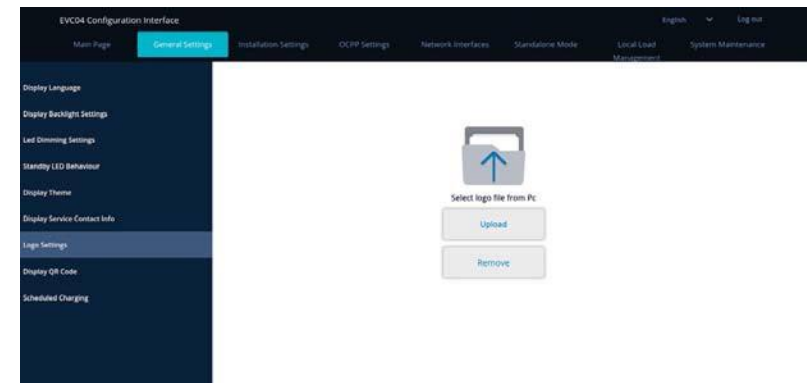 EVC04 Configuration Interface
English
Log out
Main Page
General Settings
Installation Settings
OCPP Settings
Network Interfaces
Standalone Mode
Local Load
Management
System Maintenance
Display Language
Display Backlight Settings
Led Dimming Settings
Standby LED Behaviour
Display Theme
Display Service Contact Info
Logo Settings
Display QR Code
Scheduled Charging
Select logo file from Pc
Upload
Remove